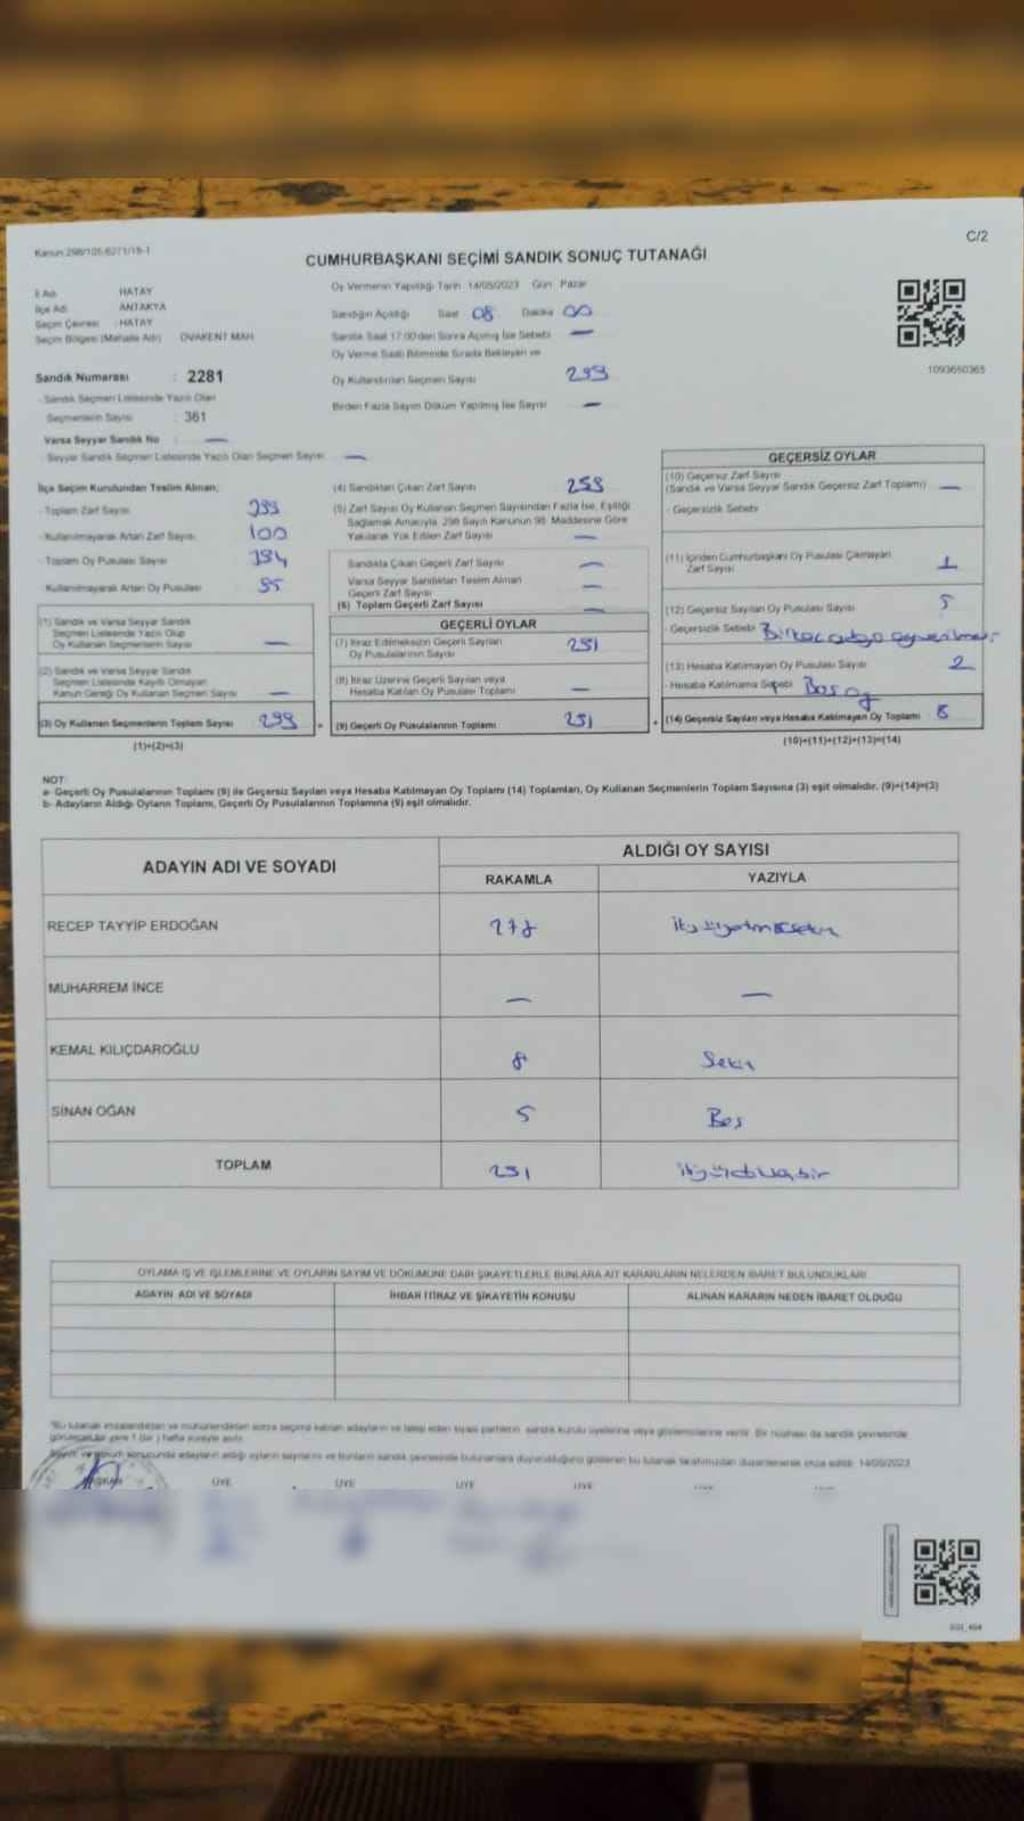 Kanun:298/105-6271/18-1
C/2
CUMHURBAŞKANI SEÇİMİ SANDIK SONUÇ TUTANAĞI
İl Adı : HATAY
İlçe Adı : ANTAKYA
Seçim Çevresi : HATAY
Seçim Bölgesi (Mahalle Adı) : OVAKENT MAH
Oy Vermenin Yapıldığı Tarih 14/05/2023 Gün Pazar
Sandığın Açıldığı Saat 08 Dakika 00
Sandık Saat 17:00'den Sonra Açılmış İse Sebebi —
Oy Verme Saati Bitiminde Sırada Bekleyen ve
Oy Kullandırılan Seçmen Sayısı 299
Birden Fazla Sayım Döküm Yapılmış İse Sayısı —
1093650365
Sandık Numarası : 2281
- Sandık Seçmen Listesinde Yazılı Olan
Seçmenlerin Sayısı : 361
Varsa Seyyar Sandık No : —
- Seyyar Sandık Seçmen Listesinde Yazılı Olan Seçmen Sayısı —
İlçe Seçim Kurulundan Teslim Alınan;
- Toplam Zarf Sayısı
- Kullanılmayarak Artan Zarf Sayısı 100
- Toplam Oy Pusulası Sayısı
- Kullanılmayarak Artan Oy Pusulası 95
(1) Sandık ve Varsa Seyyar Sandık
Seçmen Listesinde Yazılı Olup
Oy Kullanan Seçmenlerin Sayısı —
(2) Sandık ve Varsa Seyyar Sandık
Seçmen Listesinde Kayıtlı Olmayan
Kanun Gereği Oy Kullanan Seçmen Sayısı —
(3) Oy Kullanan Seçmenlerin Toplam Sayısı 299
(1)+(2)=(3)
(4) Sandıktan Çıkan Zarf Sayısı 299
(5) Zarf Sayısı Oy Kullanan Seçmen Sayısından Fazla İse, Eşitliği
Sağlamak Amacıyla, 298 Sayılı Kanunun 98. Maddesine Göre
Yakılarak Yok Edilen Zarf Sayısı —
Sandıkta Çıkan Geçerli Zarf Sayısı —
Varsa Seyyar Sandıktan Teslim Alınan
Geçerli Zarf Sayısı —
(6) Toplam Geçerli Zarf Sayısı —
GEÇERLİ OYLAR
(7) İtiraz Edilmeksizin Geçerli Sayılan
Oy Pusulalarının Sayısı 291
(8) İtiraz Üzerine Geçerli Sayılan veya
Hesaba Katılan Oy Pusulası Toplamı —
(9) Geçerli Oy Pusulalarının Toplamı 291
GEÇERSİZ OYLAR
(10) Geçersiz Zarf Sayısı
(Sandık ve Varsa Seyyar Sandık Geçersiz Zarf Toplamı) —
- Geçersizlik Sebebi
(11) İçinden Cumhurbaşkanı Oy Pusulası Çıkmayan
Zarf Sayısı 1
(12) Geçersiz Sayılan Oy Pusulası Sayısı 5
- Geçersizlik Sebebi Birkaç adaya oy verilmesi
(13) Hesaba Katılmayan Oy Pusulası Sayısı 2
- Hesaba Katılmama Sebebi Boş oy
(14) Geçersiz Sayılan veya Hesaba Katılmayan Oy Toplamı 8
(10)+(11)+(12)+(13)=(14)
NOT:
a- Geçerli Oy Pusulalarının Toplamı (9) ile Geçersiz Sayılan veya Hesaba Katılmayan Oy Toplamı (14) Toplamları, Oy Kullanan Seçmenlerin Toplam Sayısına (3) eşit olmalıdır. (9)+(14)=(3)
b- Adayların Aldığı Oyların Toplamı, Geçerli Oy Pusulalarının Toplamına (9) eşit olmalıdır.
ADAYIN ADI VE SOYADI
ALDIĞI OY SAYISI
RAKAMLA YAZIYLA
RECEP TAYYİP ERDOĞAN 278 ikiyüzyetmişsekiz
MUHARREM İNCE — —
KEMAL KILIÇDAROĞLU 8 Sekiz
SİNAN OĞAN 5 Beş
TOPLAM 291 ikiyüzdoksanbir
OYLAMA İŞ VE İŞLEMLERİNE VE OYLARIN SAYIM VE DÖKÜMÜNE DAİR ŞİKAYETLERLE BUNLARA AİT KARARLARIN NELERDEN İBARET BULUNDUKLARI
ADAYIN ADI VE SOYADI İHBAR İTİRAZ VE ŞİKAYETİN KONUSU ALINAN KARARIN NEDEN İBARET OLDUĞU
BAŞKAN ÜYE ÜYE ÜYE ÜYE